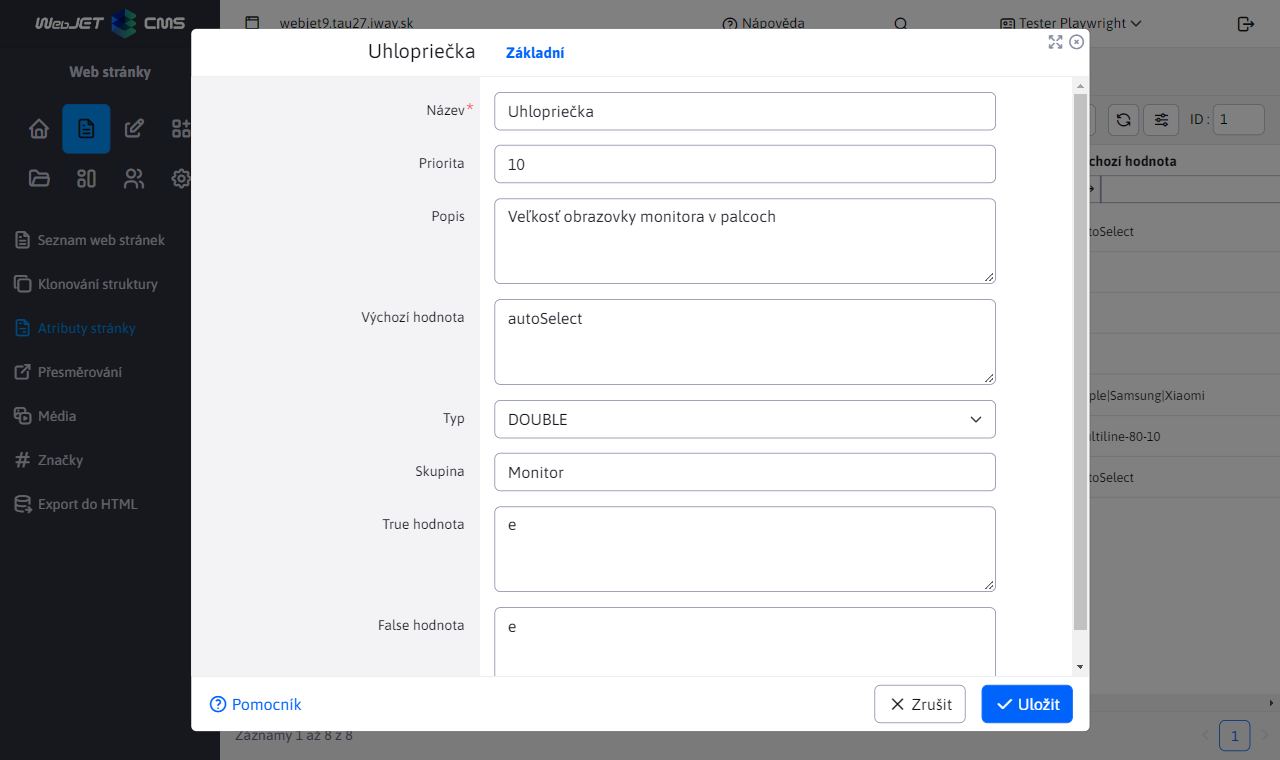 WebJET CMS
webjet9.tau27.iway.sk
Nápověda
Tester Playwright
Web stránky
Seznam web stránek
Klonování struktury
Atributy stránky
Přesměrování
Média
Značky
Export do HTML
Uhlopriečka
Základní
Název*
Uhlopriečka
Priorita
10
Popis
Veľkosť obrazovky monitora v palcoch
Výchozí hodnota
autoSelect
Typ
DOUBLE
Skupina
Monitor
True hodnota
e
False hodnota
e
Pomocník
Zrušit
Uložit
ID :
1
chozí hodnota
toSelect
ple|Samsung|Xiaomi
ltiline-80-10
toSelect
Záznamy 1 až 8 z 8
1